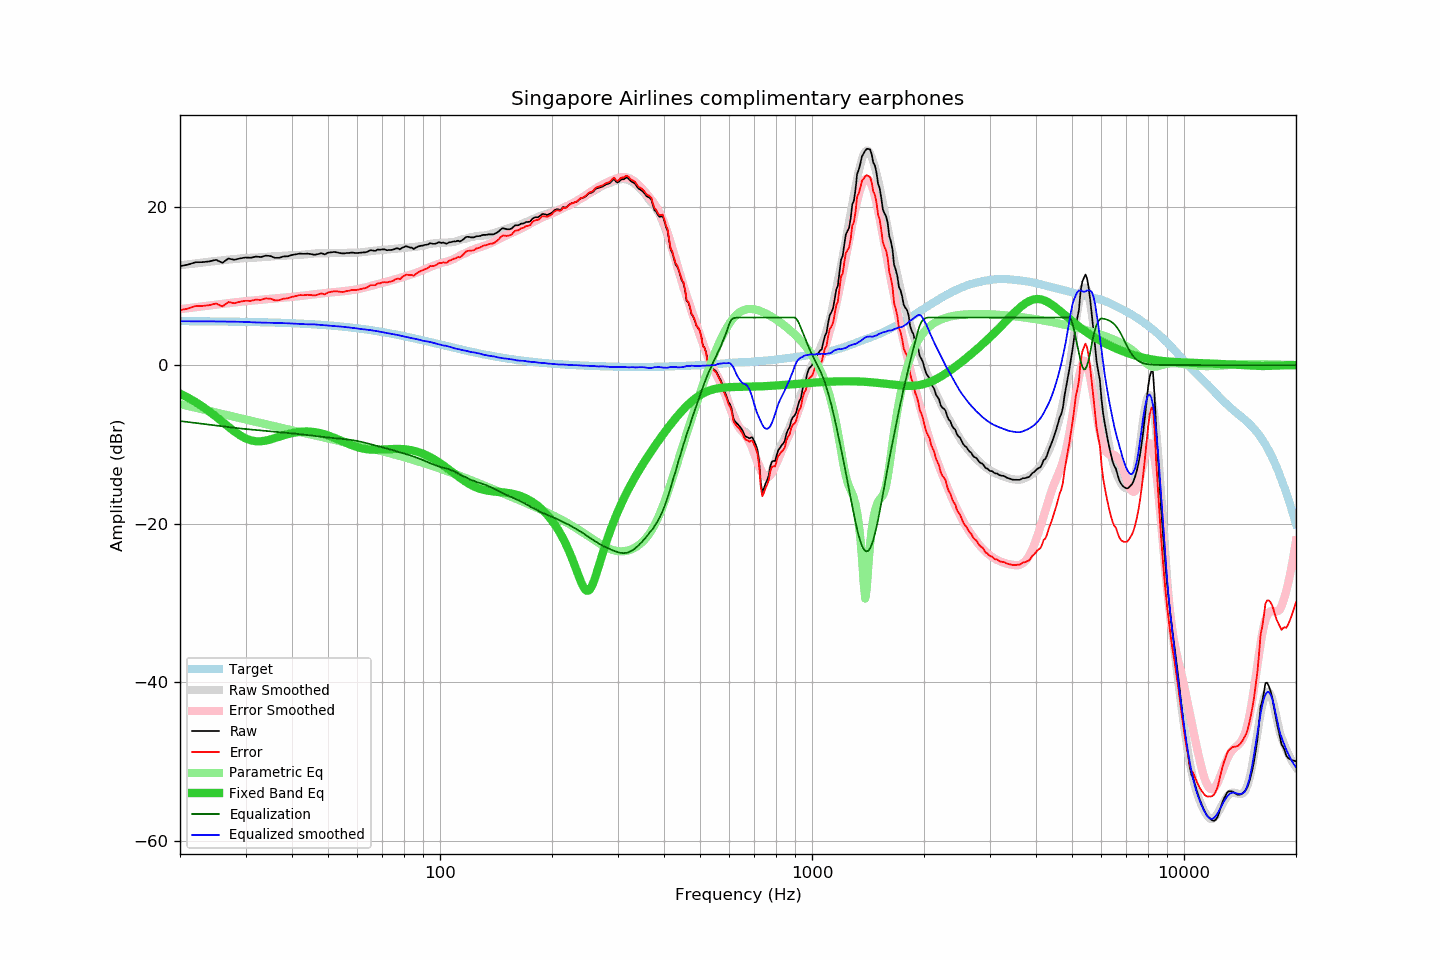 Singapore Airlines complimentary earphones
20
0
−20
−40
−60
Amplitude (dBr)
Target
Raw Smoothed
Error Smoothed
Raw
Error
Parametric Eq
Fixed Band Eq
Equalization
Equalized smoothed
100
1000
10000
Frequency (Hz)